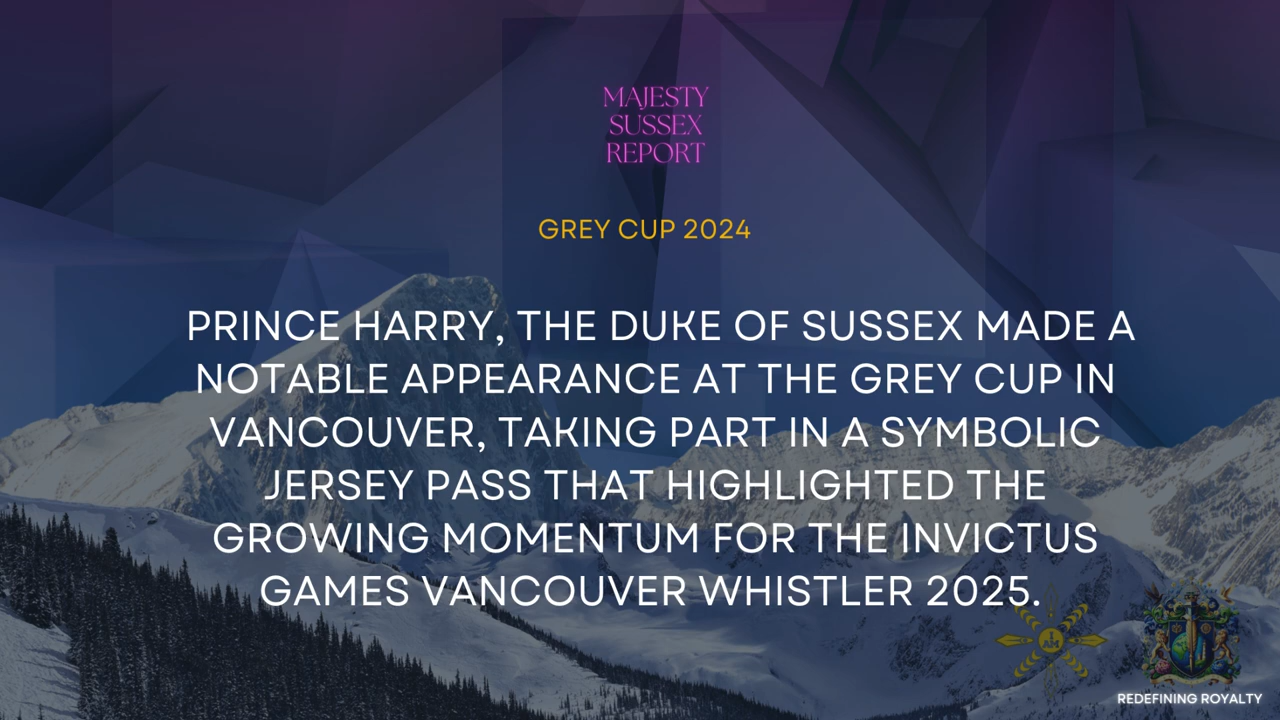 MAJESTY
SUSSEX
REPORT
GREY CUP 2024
PRINCE HARRY, THE DUKE OF SUSSEX MADE A
NOTABLE APPEARANCE AT THE GREY CUP IN
VANCOUVER, TAKING PART IN A SYMBOLIC
JERSEY PASS THAT HIGHLIGHTED THE
GROWING MOMENTUM FOR THE INVICTUS
GAMES VANCOUVER WHISTLER 2025.
REDEFINING ROYALTY